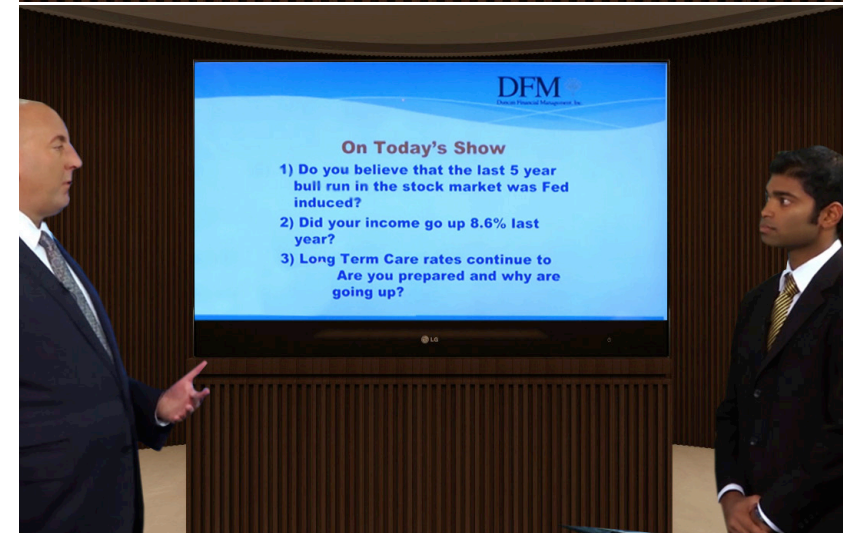 DFM
Duncan Financial Management, Inc.
On Today's Show
1) Do you believe that the last 5 year
bull run in the stock market was Fed
induced?
2) Did your income go up 8.6% last
year?
3) Long Term Care rates continue to
Are you prepared and why are
going up?
LG